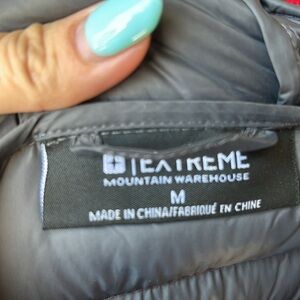 EXTREME
MOUNTAIN WAREHOUSE
M
MADE IN CHINA/FABRIQUÉ EN CHINE